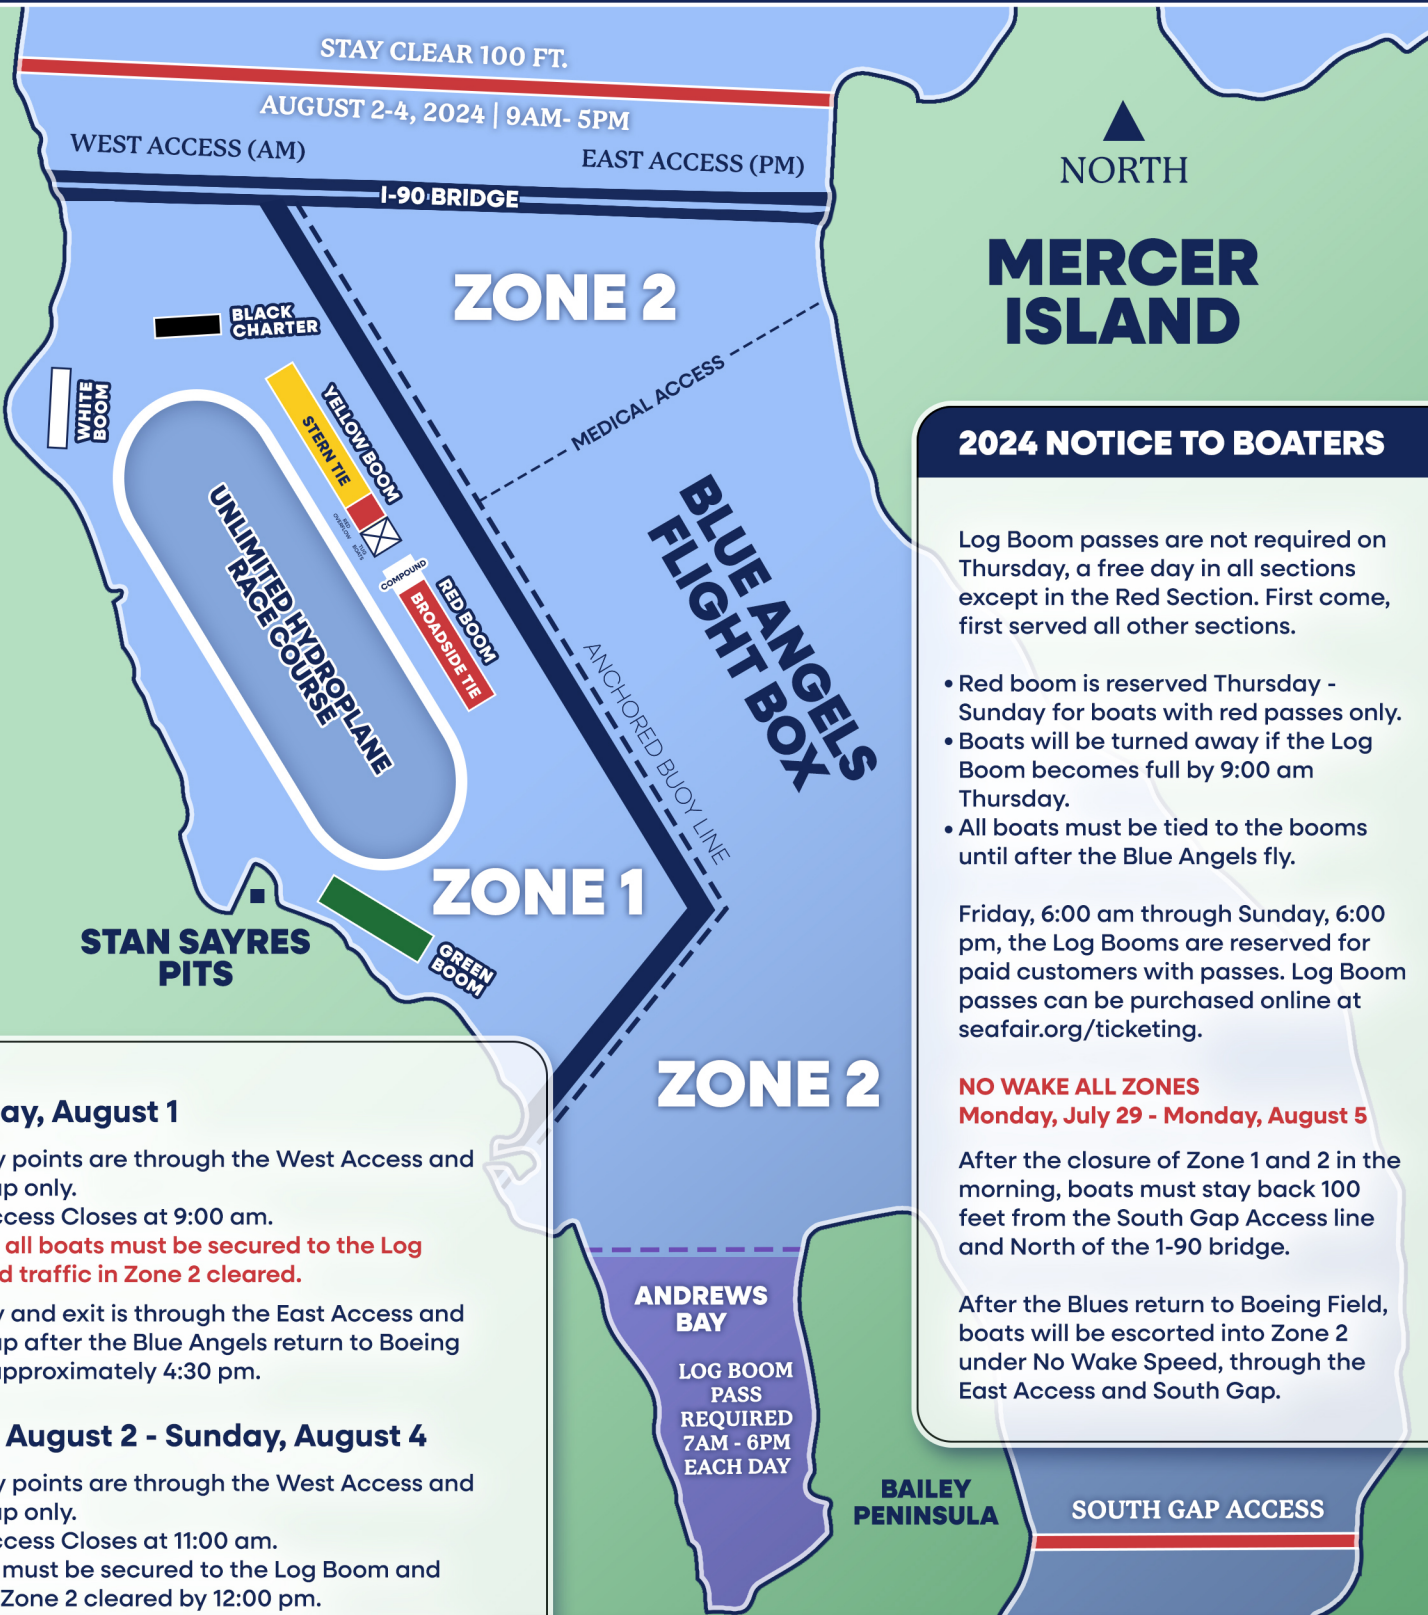 STAY CLEAR 100 FT.
AUGUST 2-4, 2024 | 9AM- 5PM
WEST ACCESS (AM)
EAST ACCESS (PM)
I-90 BRIDGE
NORTH
MERCER
ISLAND
ZONE 2
BLACK
CHARTER
WHITE
BOOM
YELLOW BOOM
STERN TIE
RED
OVERFLOW
TUG
BOATS
COMPOUND
RED BOOM
BROADSIDE TIE
MEDICAL ACCESS
BLUE ANGELS
FLIGHT BOX
ANCHORED BUOY LINE
UNLIMITED HYDROPLANE
RACE COURSE
ZONE 1
STAN SAYRES
PITS
GREEN
BOOM
ZONE 2
ANDREWS
BAY
LOG BOOM
PASS
REQUIRED
7AM - 6PM
EACH DAY
BAILEY
PENINSULA
SOUTH GAP ACCESS
2024 NOTICE TO BOATERS
Log Boom passes are not required on
Thursday, a free day in all sections
except in the Red Section. First come,
first served all other sections.
• Red boom is reserved Thursday -
Sunday for boats with red passes only.
• Boats will be turned away if the Log
Boom becomes full by 9:00 am
Thursday.
• All boats must be tied to the booms
until after the Blue Angels fly.
Friday, 6:00 am through Sunday, 6:00
pm, the Log Booms are reserved for
paid customers with passes. Log Boom
passes can be purchased online at
seafair.org/ticketing.
NO WAKE ALL ZONES
Monday, July 29 - Monday, August 5
After the closure of Zone 1 and 2 in the
morning, boats must stay back 100
feet from the South Gap Access line
and North of the 1-90 bridge.
After the Blues return to Boeing Field,
boats will be escorted into Zone 2
under No Wake Speed, through the
East Access and South Gap.
ay, August 1
y points are through the West Access and
ap only.
ccess Closes at 9:00 am.
all boats must be secured to the Log
d traffic in Zone 2 cleared.
y and exit is through the East Access and
ap after the Blue Angels return to Boeing
approximately 4:30 pm.
August 2 - Sunday, August 4
y points are through the West Access and
ap only.
ccess Closes at 11:00 am.
must be secured to the Log Boom and
Zone 2 cleared by 12:00 pm.